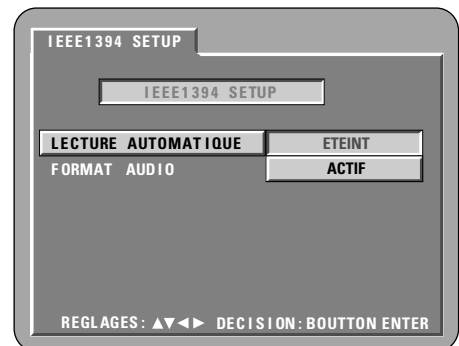 IEEE1394 SETUP
IEEE1394 SETUP
LECTURE AUTOMATIQUE ETEINT
FORMAT AUDIO ACTIF
REGLAGES: ▲▼◄► DECISION: BOUTTON ENTER